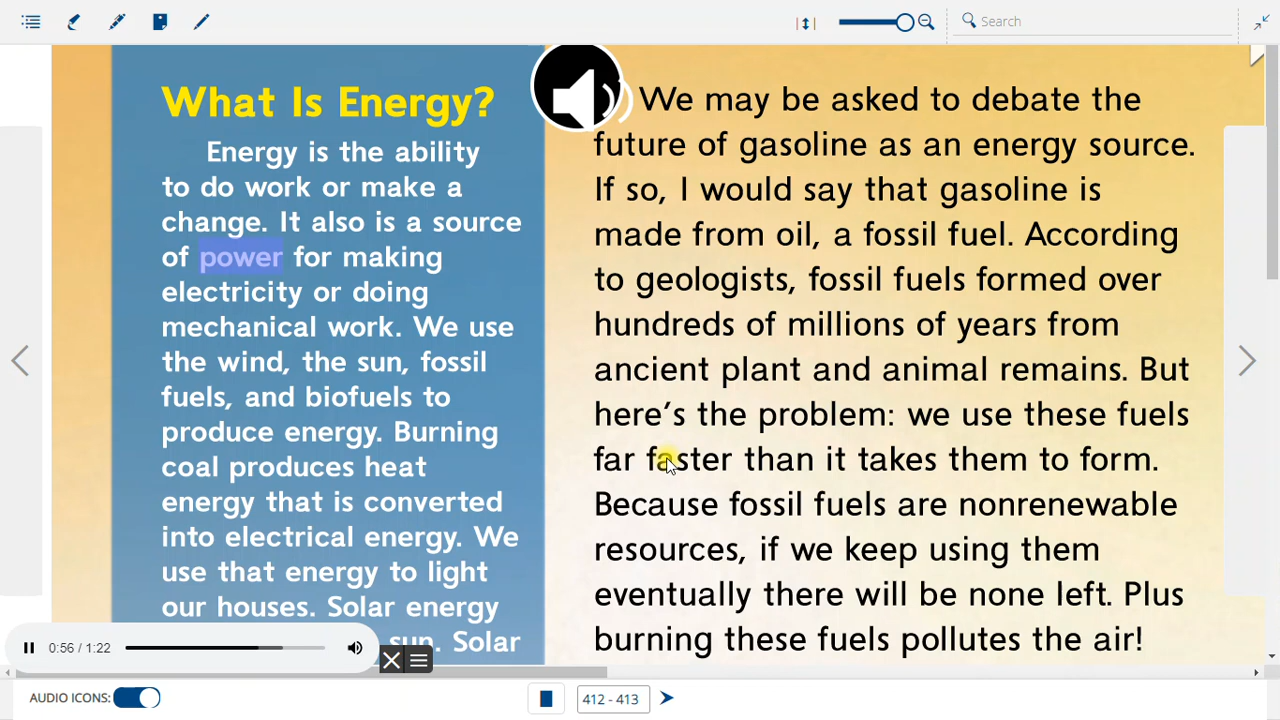 Search
What Is Energy?
Energy is the ability
to do work or make a
change. It also is a source
of power for making
electricity or doing
mechanical work. We use
the wind, the sun, fossil
fuels, and biofuels to
produce energy. Burning
coal produces heat
energy that is converted
into electrical energy. We
use that energy to light
our houses. Solar energy
sun. Solar
We may be asked to debate the
future of gasoline as an energy source.
If so, I would say that gasoline is
made from oil, a fossil fuel. According
to geologists, fossil fuels formed over
hundreds of millions of years from
ancient plant and animal remains. But
here's the problem: we use these fuels
far faster than it takes them to form.
Because fossil fuels are nonrenewable
resources, if we keep using them
eventually there will be none left. Plus
burning these fuels pollutes the air!
0:56 / 1:22
AUDIO ICONS:
412 - 413